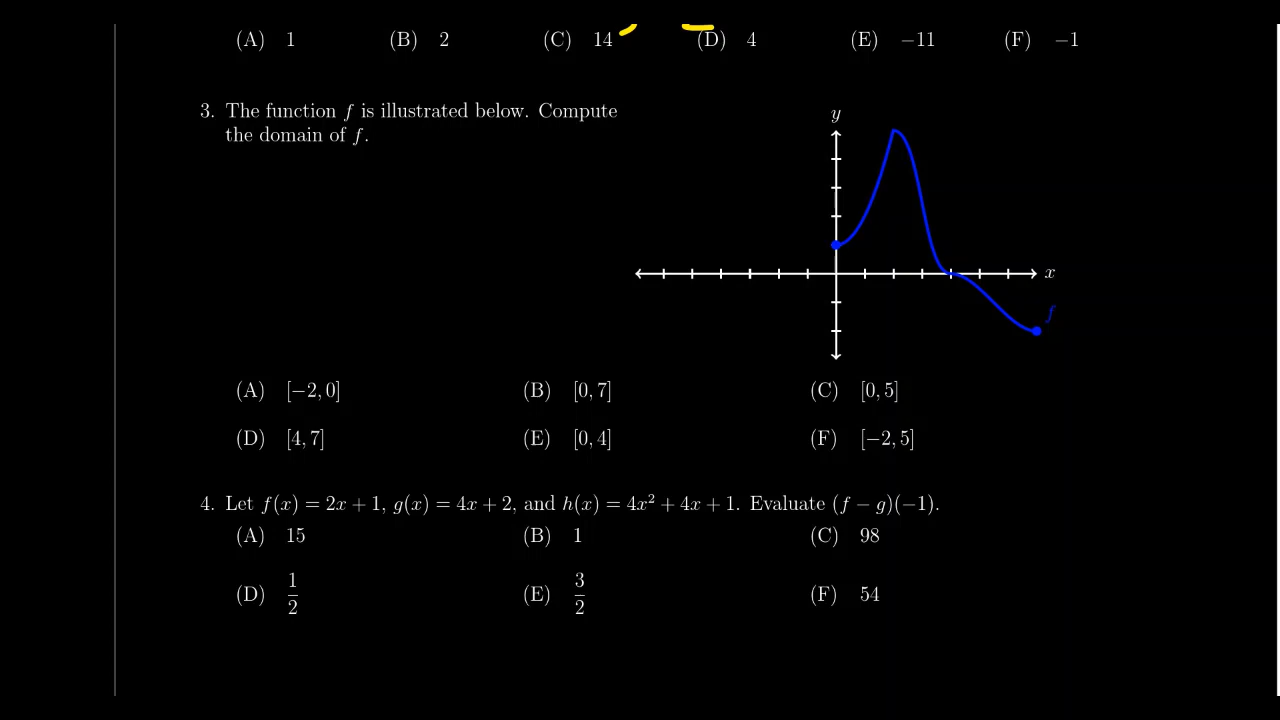 (A) 1 (B) 2 (C) 14 (D) 4 (E) −11 (F) −1
3. The function f is illustrated below. Compute
the domain of f.
y
x
f
(A) [−2, 0] (B) [0, 7] (C) [0, 5]
(D) [4, 7] (E) [0, 4] (F) [−2, 5]
4. Let f(x) = 2x + 1, g(x) = 4x + 2, and h(x) = 4x² + 4x + 1. Evaluate (f − g)(−1).
(A) 15 (B) 1 (C) 98
(D) 1/2 (E) 3/2 (F) 54